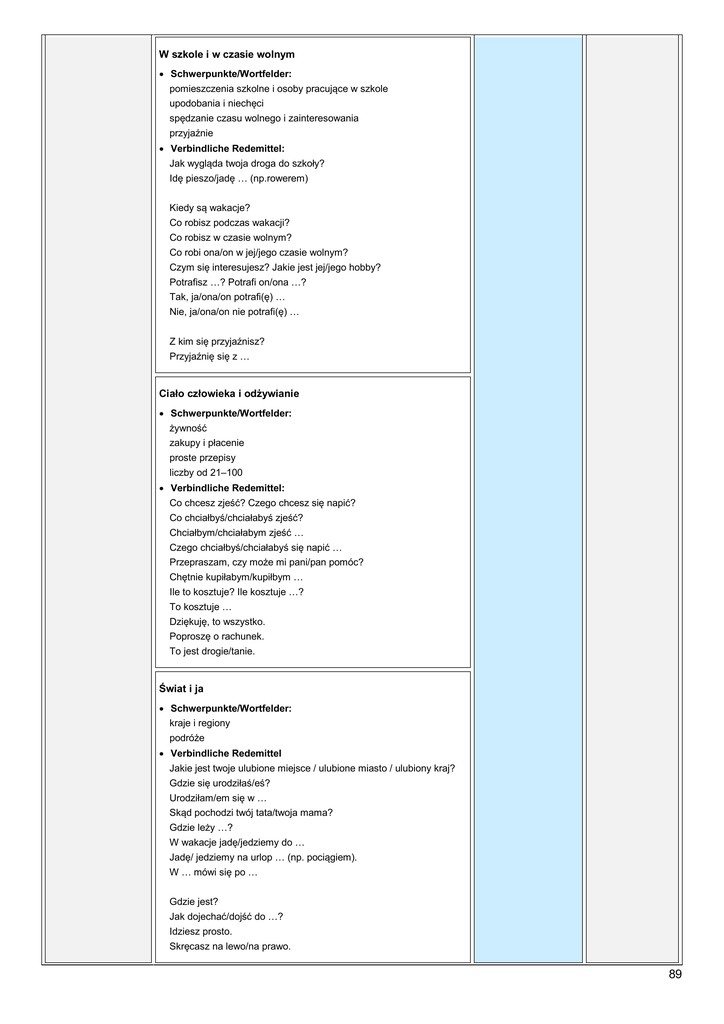 W szkole i w czasie wolnym
• Schwerpunkte/Wortfelder:
pomieszczenia szkolne i osoby pracujące w szkole
upodobania i niechęci
spędzanie czasu wolnego i zainteresowania
przyjaźnie
• Verbindliche Redemittel:
Jak wygląda twoja droga do szkoły?
Idę pieszo/jadę … (np.rowerem)
Kiedy są wakacje?
Co robisz podczas wakacji?
Co robisz w czasie wolnym?
Co robi ona/on w jej/jego czasie wolnym?
Czym się interesujesz? Jakie jest jej/jego hobby?
Potrafisz …? Potrafi on/ona …?
Tak, ja/ona/on potrafi(ę) …
Nie, ja/ona/on nie potrafi(ę) …
Z kim się przyjaźnisz?
Przyjaźnię się z …
Ciało człowieka i odżywianie
• Schwerpunkte/Wortfelder:
żywność
zakupy i płacenie
proste przepisy
liczby od 21–100
• Verbindliche Redemittel:
Co chcesz zjeść? Czego chcesz się napić?
Co chciałbyś/chciałabyś zjeść?
Chciałbym/chciałabym zjeść …
Czego chciałbyś/chciałabyś się napić …
Przepraszam, czy może mi pani/pan pomóc?
Chętnie kupiłabym/kupiłbym …
Ile to kosztuje? Ile kosztuje …?
To kosztuje …
Dziękuję, to wszystko.
Poproszę o rachunek.
To jest drogie/tanie.
Świat i ja
• Schwerpunkte/Wortfelder:
kraje i regiony
podróże
• Verbindliche Redemittel
Jakie jest twoje ulubione miejsce / ulubione miasto / ulubiony kraj?
Gdzie się urodziłaś/eś?
Urodziłam/em się w …
Skąd pochodzi twój tata/twoja mama?
Gdzie leży …?
W wakacje jadę/jedziemy do …
Jadę/ jedziemy na urlop … (np. pociągiem).
W … mówi się po …
Gdzie jest?
Jak dojechać/dojść do …?
Idziesz prosto.
Skręcasz na lewo/na prawo.
89